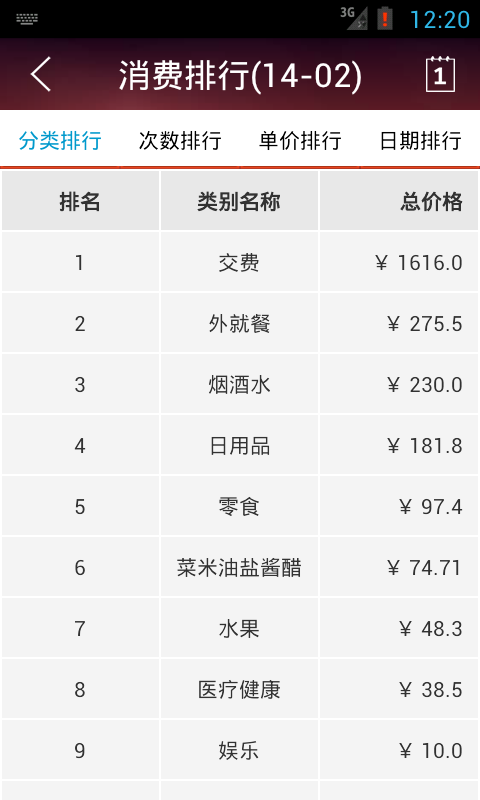 3G 12:20
消费排行(14-02) 1
分类排行 次数排行 单价排行 日期排行
排名 类别名称 总价格
1 交费 ¥ 1616.0
2 外就餐 ¥ 275.5
3 烟酒水 ¥ 230.0
4 日用品 ¥ 181.8
5 零食 ¥ 97.4
6 菜米油盐酱醋 ¥ 74.71
7 水果 ¥ 48.3
8 医疗健康 ¥ 38.5
9 娱乐 ¥ 10.0